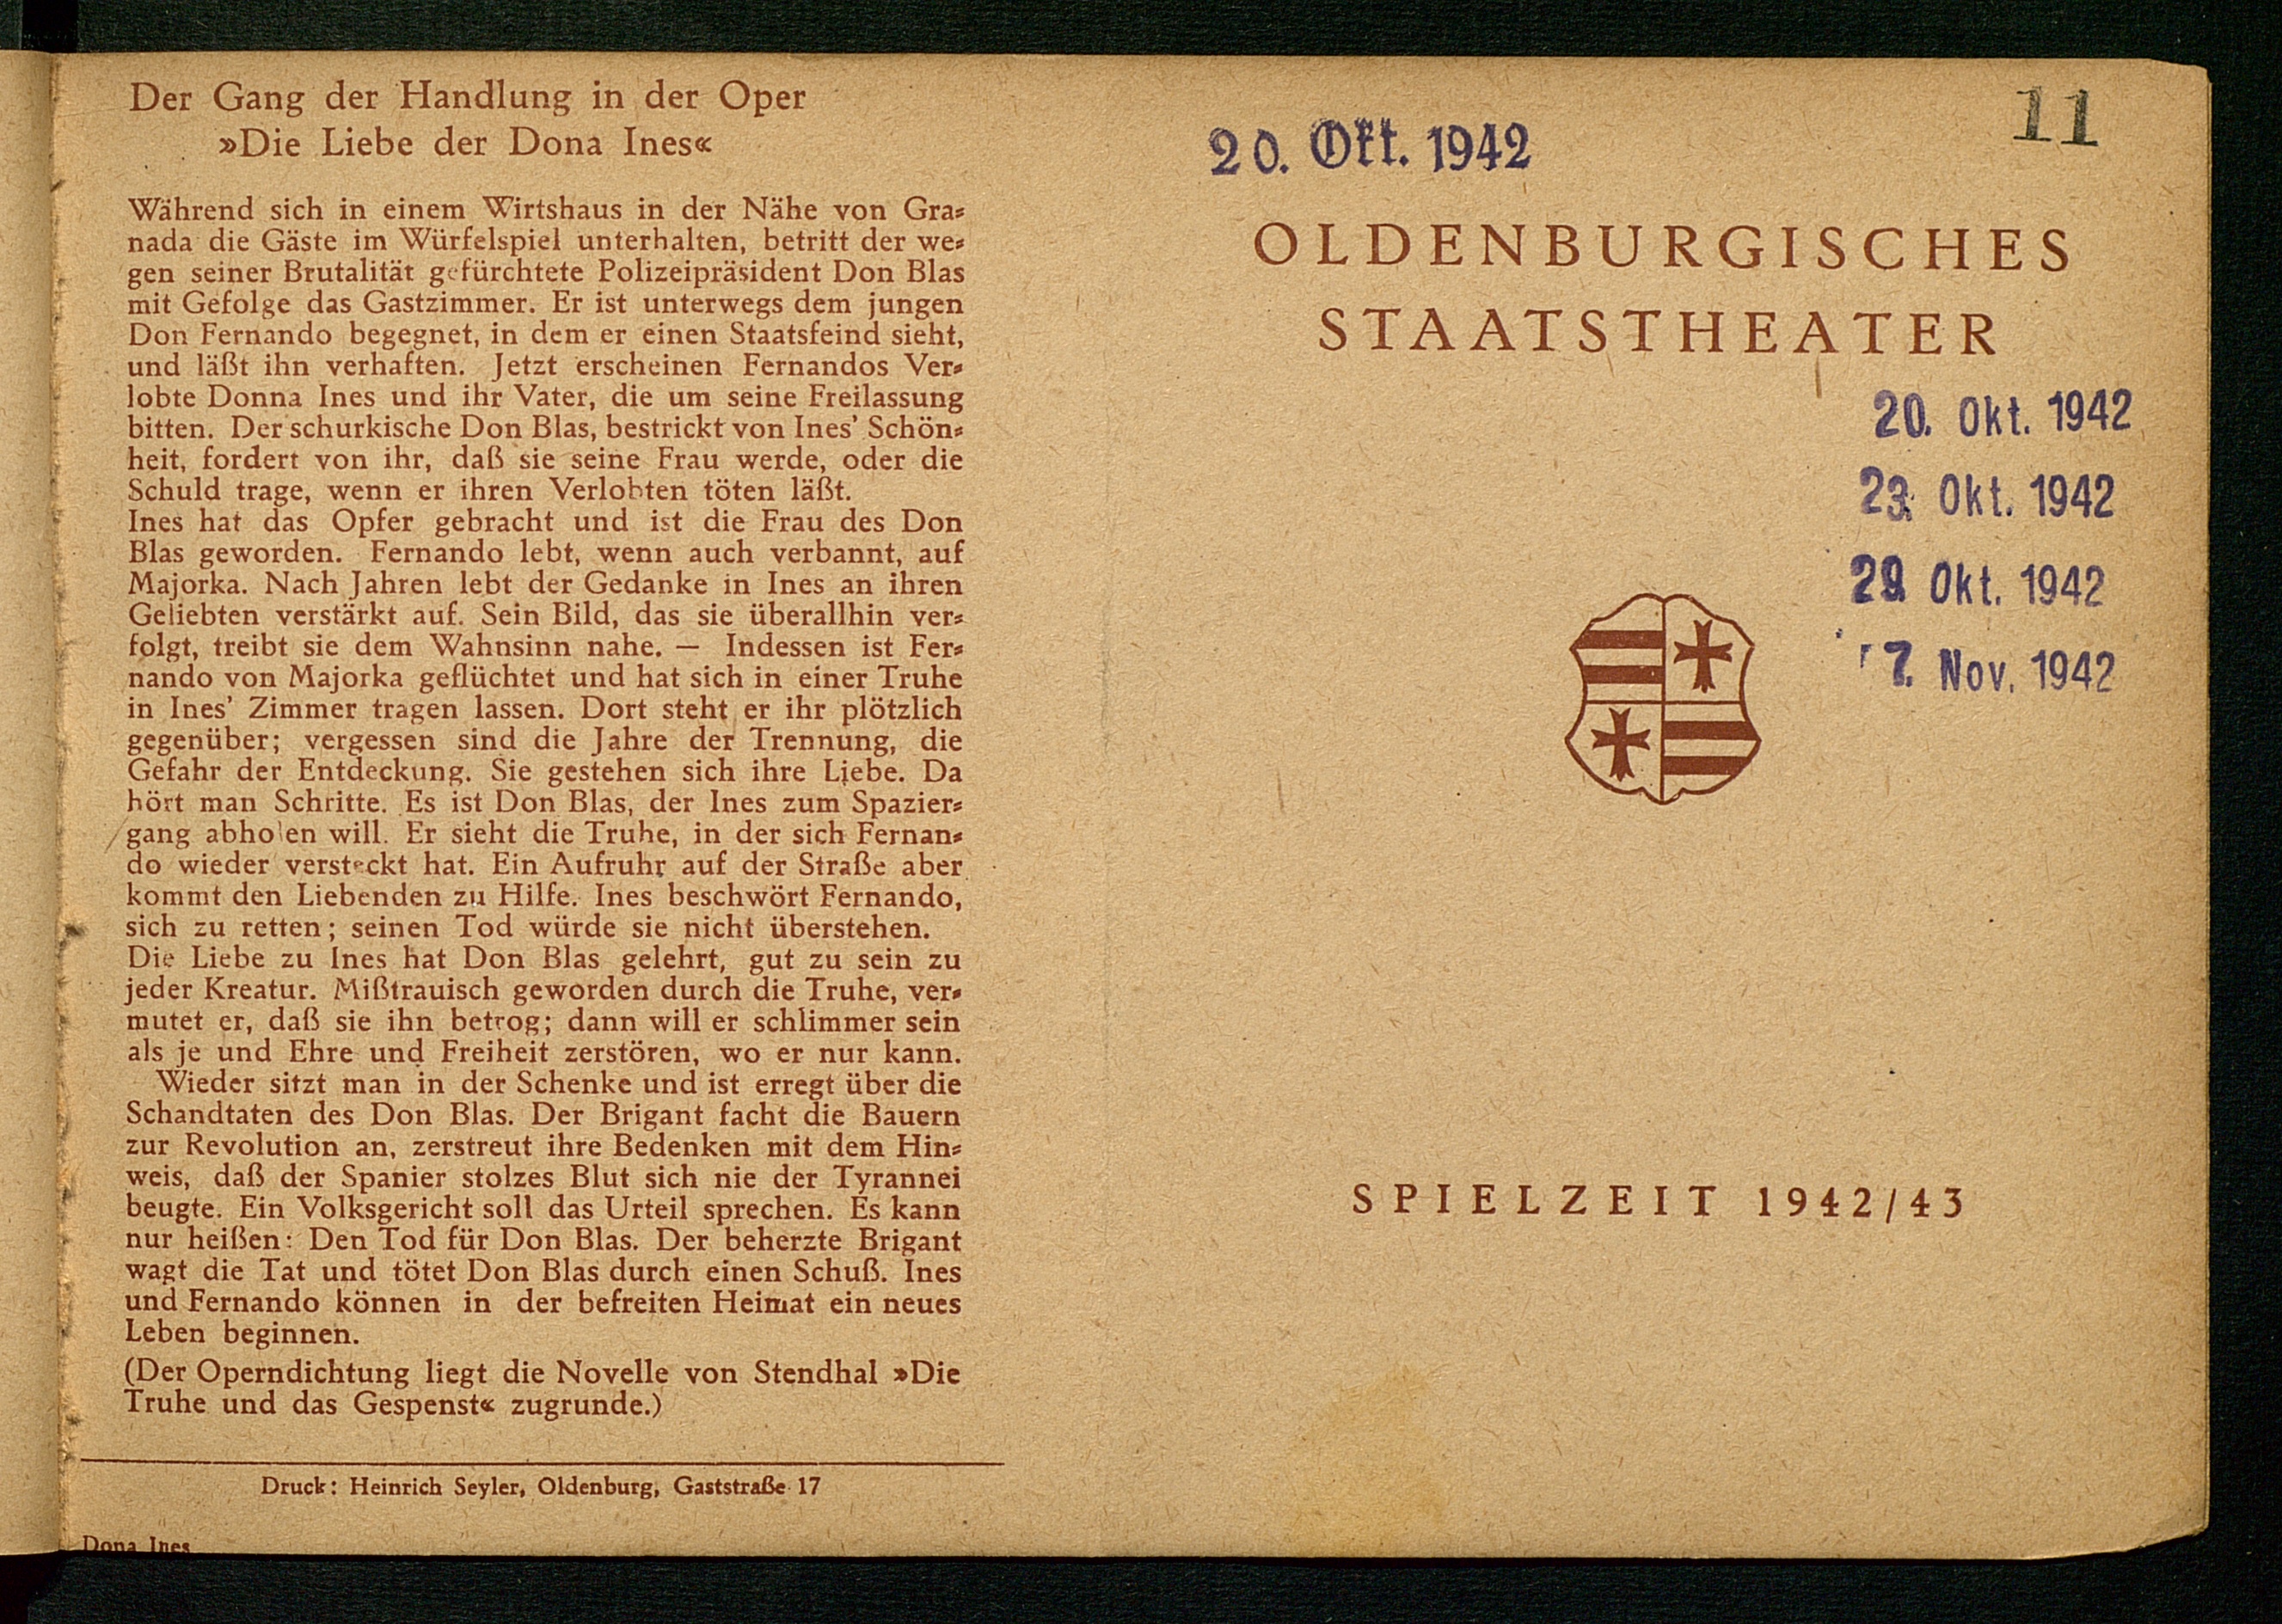 Der Gang der Handlung in der Oper
»Die Liebe der Dona Ines«
Während sich in einem Wirtshaus in der Nähe von Gra-
nada die Gäste im Würfelspiel unterhalten, betritt der we-
gen seiner Brutalität gefürchtete Polizeipräsident Don Blas
mit Gefolge das Gastzimmer. Er ist unterwegs dem jungen
Don Fernando begegnet, in dem er einen Staatsfeind sieht,
und läßt ihn verhaften. Jetzt erscheinen Fernandos Ver-
lobte Donna Ines und ihr Vater, die um seine Freilassung
bitten. Der schurkische Don Blas, bestrickt von Ines' Schön-
heit, fordert von ihr, daß sie seine Frau werde, oder die
Schuld trage, wenn er ihren Verlobten töten läßt.
Ines hat das Opfer gebracht und ist die Frau des Don
Blas geworden. Fernando lebt, wenn auch verbannt, auf
Majorka. Nach Jahren lebt der Gedanke in Ines an ihren
Geliebten verstärkt auf. Sein Bild, das sie überallhin ver-
folgt, treibt sie dem Wahnsinn nahe. — Indessen ist Fer-
nando von Majorka geflüchtet und hat sich in einer Truhe
in Ines' Zimmer tragen lassen. Dort steht er ihr plötzlich
gegenüber; vergessen sind die Jahre der Trennung, die
Gefahr der Entdeckung. Sie gestehen sich ihre Liebe. Da
hört man Schritte. Es ist Don Blas, der Ines zum Spazier-
gang abholen will. Er sieht die Truhe, in der sich Fernan-
do wieder versteckt hat. Ein Aufruhr auf der Straße aber
kommt den Liebenden zu Hilfe. Ines beschwört Fernando,
sich zu retten; seinen Tod würde sie nicht überstehen.
Die Liebe zu Ines hat Don Blas gelehrt, gut zu sein zu
jeder Kreatur. Mißtrauisch geworden durch die Truhe, ver-
mutet er, daß sie ihn betrog; dann will er schlimmer sein
als je und Ehre und Freiheit zerstören, wo er nur kann.
Wieder sitzt man in der Schenke und ist erregt über die
Schandtaten des Don Blas. Der Brigant facht die Bauern
zur Revolution an, zerstreut ihre Bedenken mit dem Hin-
weis, daß der Spanier stolzes Blut sich nie der Tyrannei
beugte. Ein Volksgericht soll das Urteil sprechen. Es kann
nur heißen: Den Tod für Don Blas. Der beherzte Brigant
wagt die Tat und tötet Don Blas durch einen Schuß. Ines
und Fernando können in der befreiten Heimat ein neues
Leben beginnen.
(Der Operndichtung liegt die Novelle von Stendhal »Die
Truhe und das Gespenst« zugrunde.)
Druck: Heinrich Seyler, Oldenburg, Gaststraße 17
Dona Ines
11
20. Okt. 1942
OLDENBURGISCHES
STAATSTHEATER
20. Okt. 1942
23. Okt. 1942
29. Okt. 1942
7. Nov. 1942
SPIELZEIT 1942/43